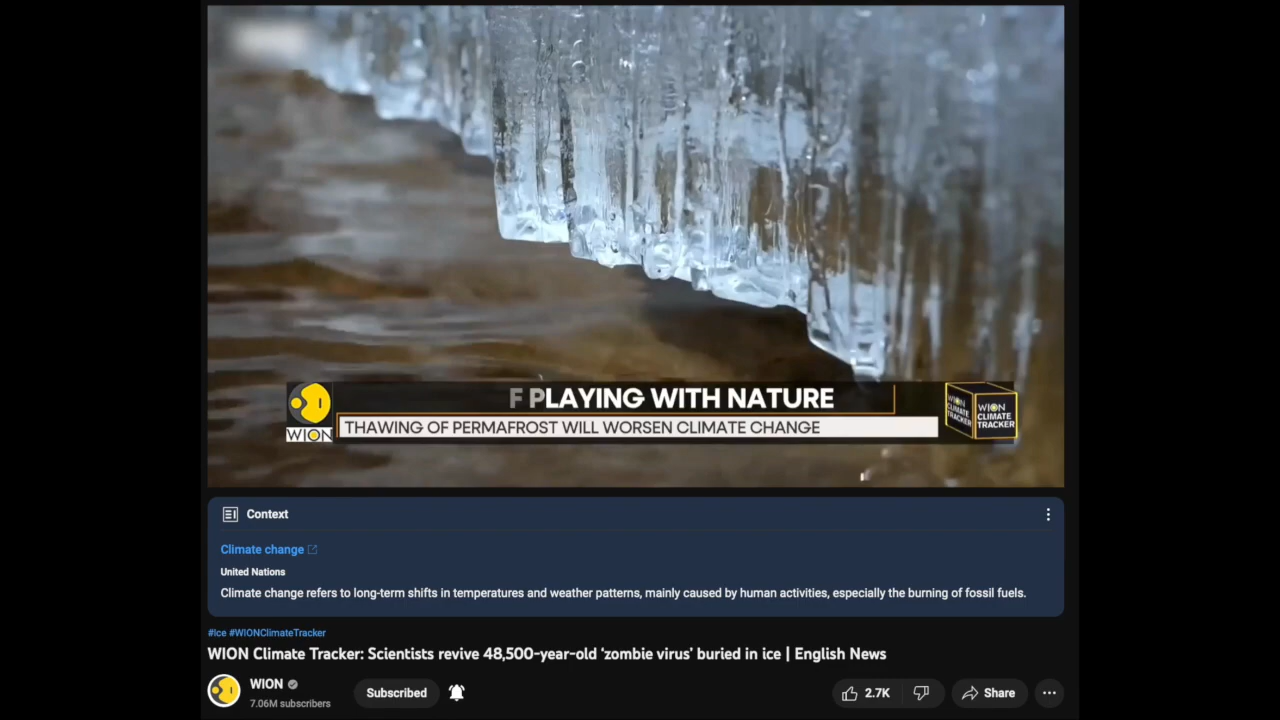 F PLAYING WITH NATURE
WION
THAWING OF PERMAFROST WILL WORSEN CLIMATE CHANGE
WION
CLIMATE
TRACKER
WION
CLIMATE
TRACKER
Context
Climate change
United Nations
Climate change refers to long-term shifts in temperatures and weather patterns, mainly caused by human activities, especially the burning of fossil fuels.
#Ice #WIONClimateTracker
WION Climate Tracker: Scientists revive 48,500-year-old 'zombie virus' buried in ice | English News
WION
7.06M subscribers
Subscribed
2.7K
Share